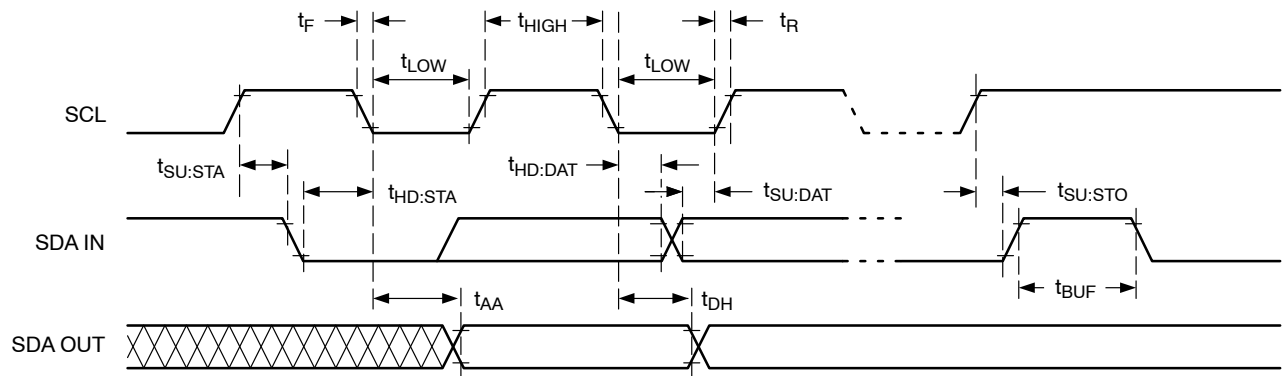 tF
tHIGH
tR
tLOW
tLOW
SCL
tSU:STA
tHD:STA
tHD:DAT
tSU:DAT
tSU:STO
SDA IN
tBUF
tAA
tDH
SDA OUT